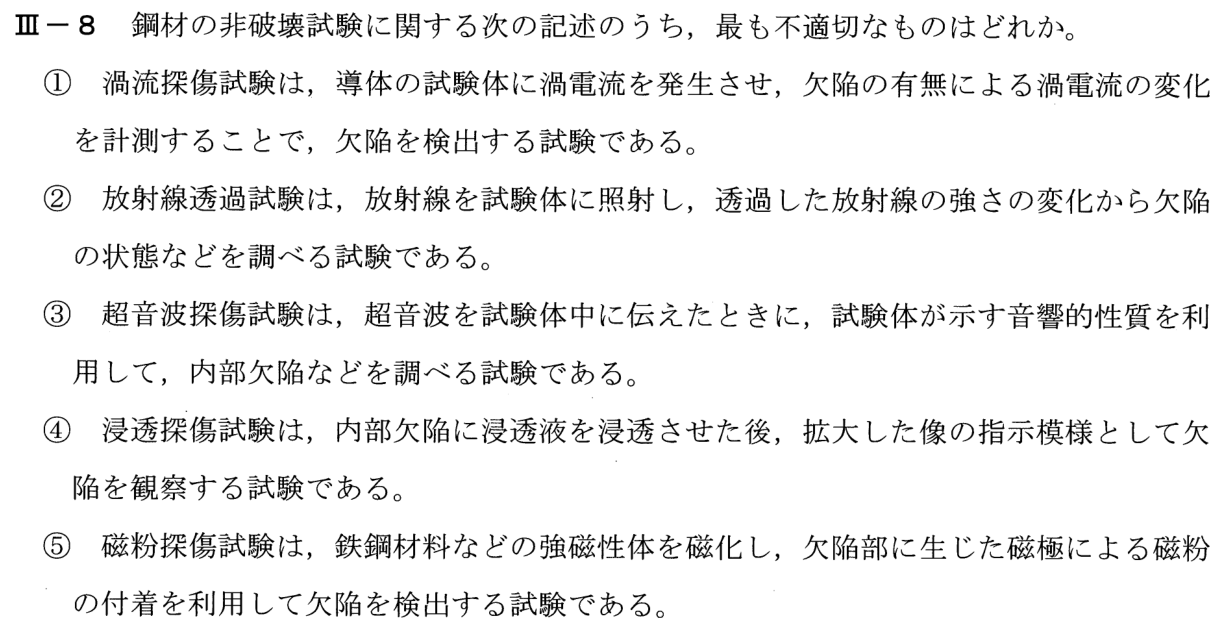 Ⅲ－8　鋼材の非破壊試験に関する次の記述のうち，最も不適切なものはどれか。
①　渦流探傷試験は，導体の試験体に渦電流を発生させ，欠陥の有無による渦電流の変化
を計測することで，欠陥を検出する試験である。
②　放射線透過試験は，放射線を試験体に照射し，透過した放射線の強さの変化から欠陥
の状態などを調べる試験である。
③　超音波探傷試験は，超音波を試験体中に伝えたときに，試験体が示す音響的性質を利
用して，内部欠陥などを調べる試験である。
④　浸透探傷試験は，内部欠陥に浸透液を浸透させた後，拡大した像の指示模様として欠
陥を観察する試験である。
⑤　磁粉探傷試験は，鉄鋼材料などの強磁性体を磁化し，欠陥部に生じた磁極による磁粉
の付着を利用して欠陥を検出する試験である。